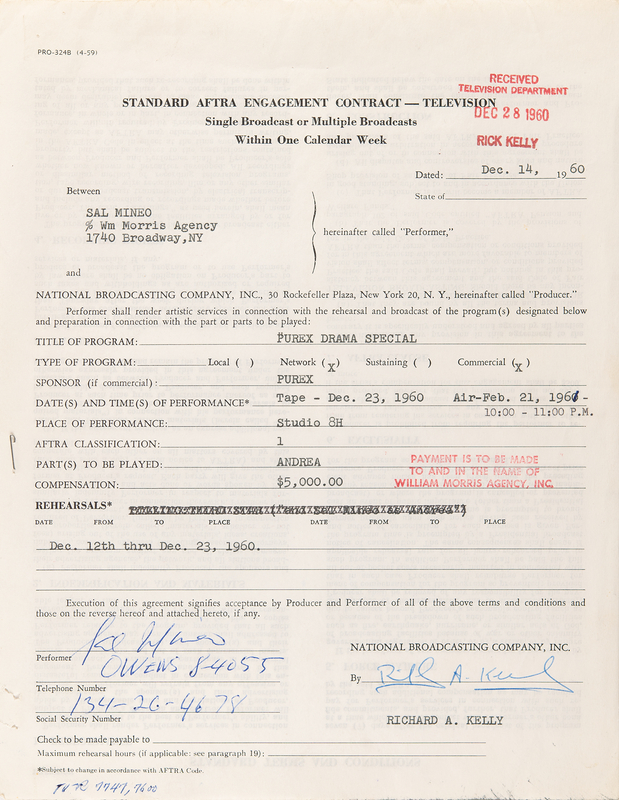 PRO-324B (4-59)
RECEIVED
TELEVISION DEPARTMENT
DEC 28 1960
RICK KELLY
STANDARD AFTRA ENGAGEMENT CONTRACT — TELEVISION
Single Broadcast or Multiple Broadcasts
Within One Calendar Week
Dated: Dec. 14, 1960
State of
Between
SAL MINEO
% Wm Morris Agency
1740 Broadway,NY
hereinafter called "Performer,"
and
NATIONAL BROADCASTING COMPANY, INC., 30 Rockefeller Plaza, New York 20, N. Y., hereinafter called "Producer."
Performer shall render artistic services in connection with the rehearsal and broadcast of the program(s) designated below
and preparation in connection with the part or parts to be played:
TITLE OF PROGRAM: PUREX DRAMA SPECIAL
TYPE OF PROGRAM: Local ( ) Network (X) Sustaining ( ) Commercial (X)
SPONSOR (if commercial): PUREX
DATE(S) AND TIME(S) OF PERFORMANCE* Tape - Dec. 23, 1960 Air-Feb. 21, 1961 -
10:00 - 11:00 P.M.
PLACE OF PERFORMANCE: Studio 8H
AFTRA CLASSIFICATION: 1
PART(S) TO BE PLAYED: ANDREA
COMPENSATION: $5,000.00
PAYMENT IS TO BE MADE
TO AND IN THE NAME OF
WILLIAM MORRIS AGENCY, INC.
REHEARSALS*
DATE FROM TO PLACE DATE FROM TO PLACE
Dec. 12th thru Dec. 23, 1960.
Execution of this agreement signifies acceptance by Producer and Performer of all of the above terms and conditions and
those on the reverse hereof and attached hereto, if any.
Sal Mineo
Performer
OWENS 8-4055
Telephone Number
134-26-4678
Social Security Number
NATIONAL BROADCASTING COMPANY, INC.
By Richard A. Kelly
RICHARD A. KELLY
Check to be made payable to
Maximum rehearsal hours (if applicable: see paragraph 19):
*Subject to change in accordance with AFTRA Code.
7747, 7600